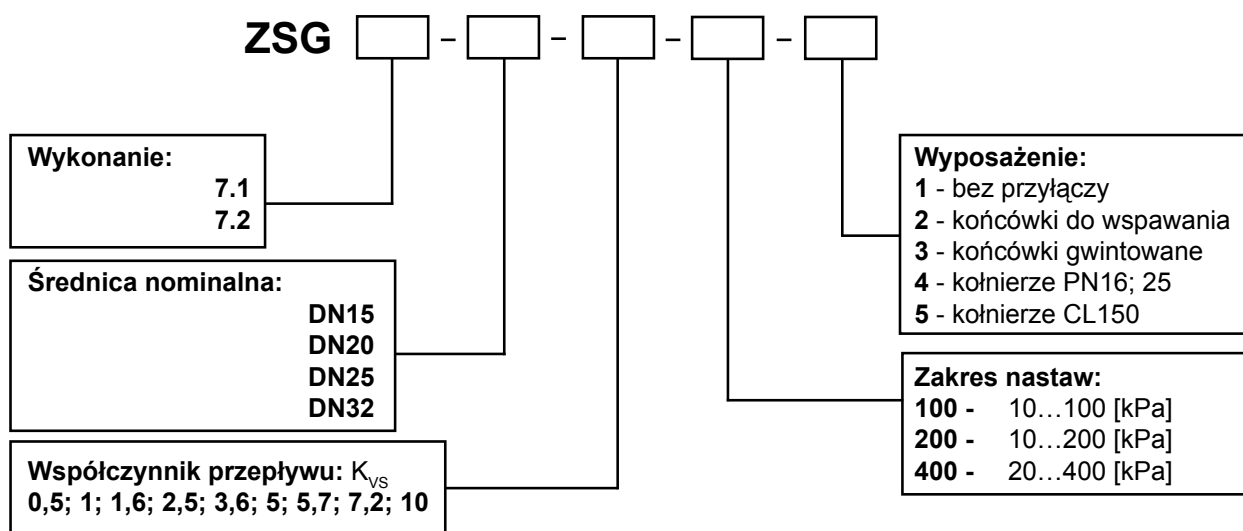 ZSG – – – –
Wykonanie:
7.1
7.2
Średnica nominalna:
DN15
DN20
DN25
DN32
Współczynnik przepływu: K_VS
0,5; 1; 1,6; 2,5; 3,6; 5; 5,7; 7,2; 10
Wyposażenie:
1 - bez przyłączy
2 - końcówki do wspawania
3 - końcówki gwintowane
4 - kołnierze PN16; 25
5 - kołnierze CL150
Zakres nastaw:
100 - 10…100 [kPa]
200 - 10…200 [kPa]
400 - 20…400 [kPa]